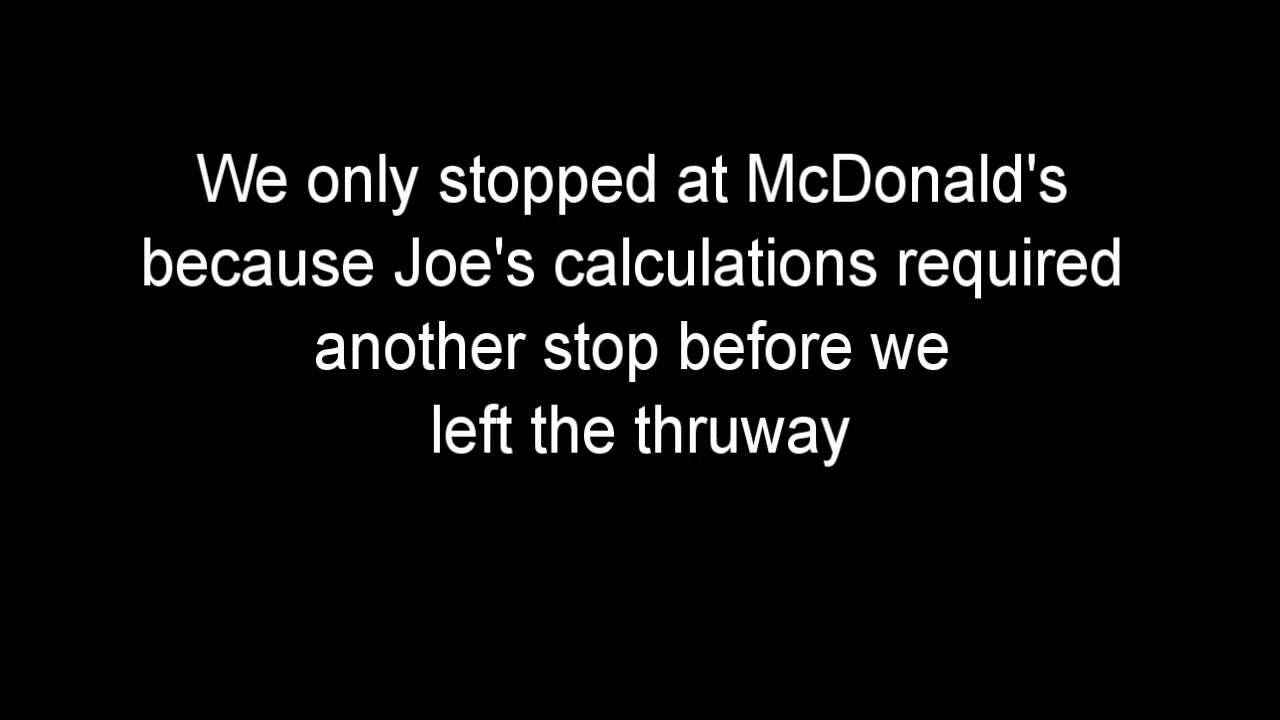 We only stopped at McDonald's
because Joe's calculations required
another stop before we
left the thruway